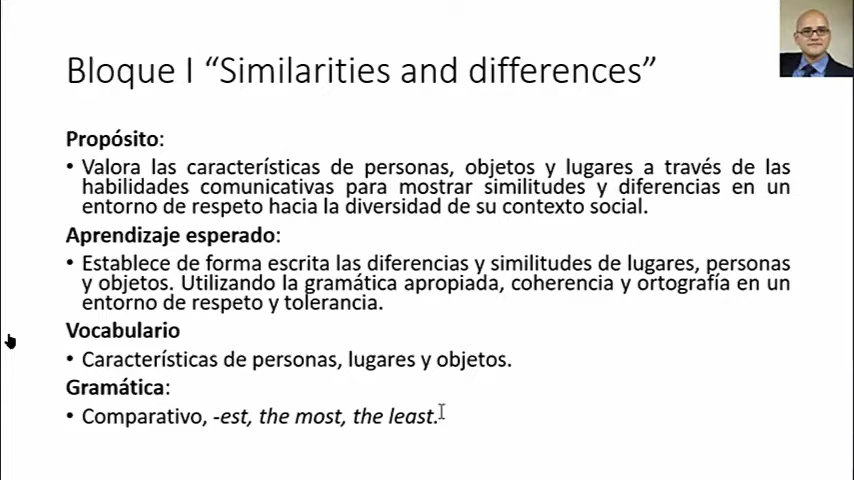 Bloque I “Similarities and differences”
Propósito:
• Valora las características de personas, objetos y lugares a través de las
habilidades comunicativas para mostrar similitudes y diferencias en un
entorno de respeto hacia la diversidad de su contexto social.
Aprendizaje esperado:
• Establece de forma escrita las diferencias y similitudes de lugares, personas
y objetos. Utilizando la gramática apropiada, coherencia y ortografía en un
entorno de respeto y tolerancia.
Vocabulario
• Características de personas, lugares y objetos.
Gramática:
• Comparativo, -est, the most, the least.